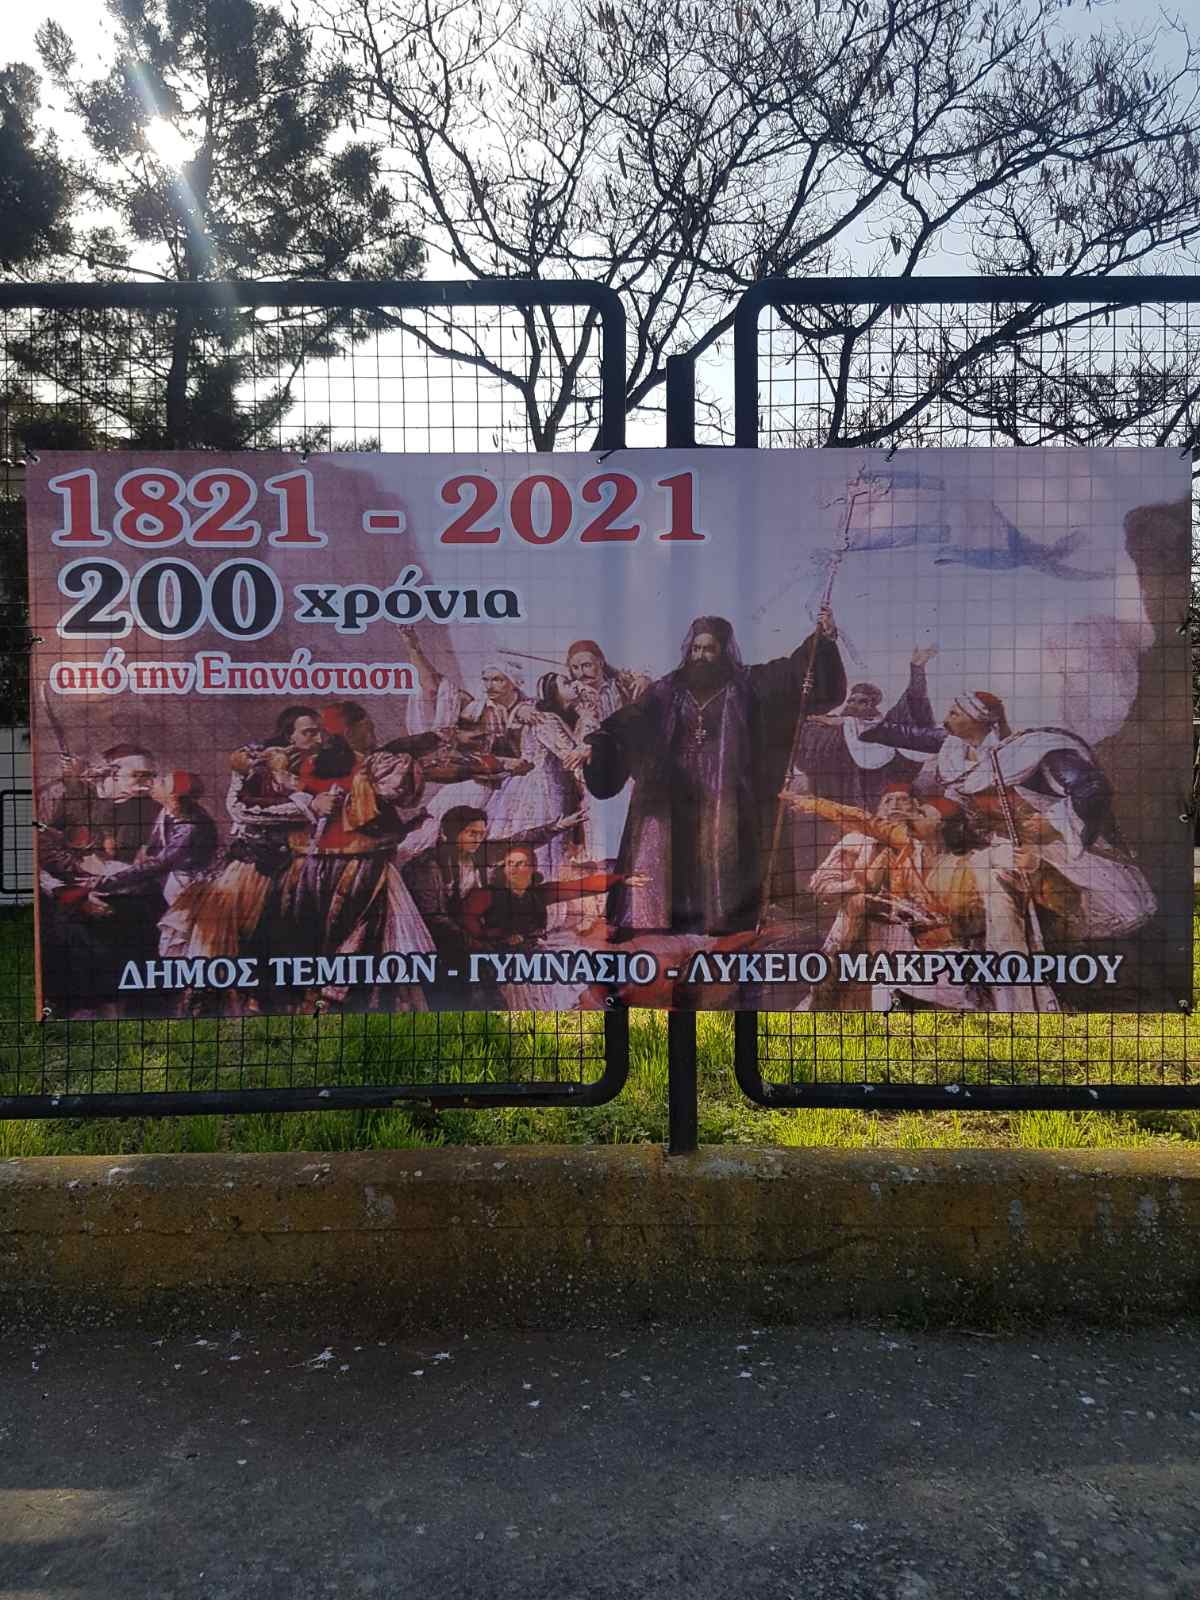 1821 - 2021
200 χρόνια
από την Επανάσταση
ΔΗΜΟΣ ΤΕΜΠΩΝ - ΓΥΜΝΑΣΙΟ - ΛΥΚΕΙΟ ΜΑΚΡΥΧΩΡΙΟΥ